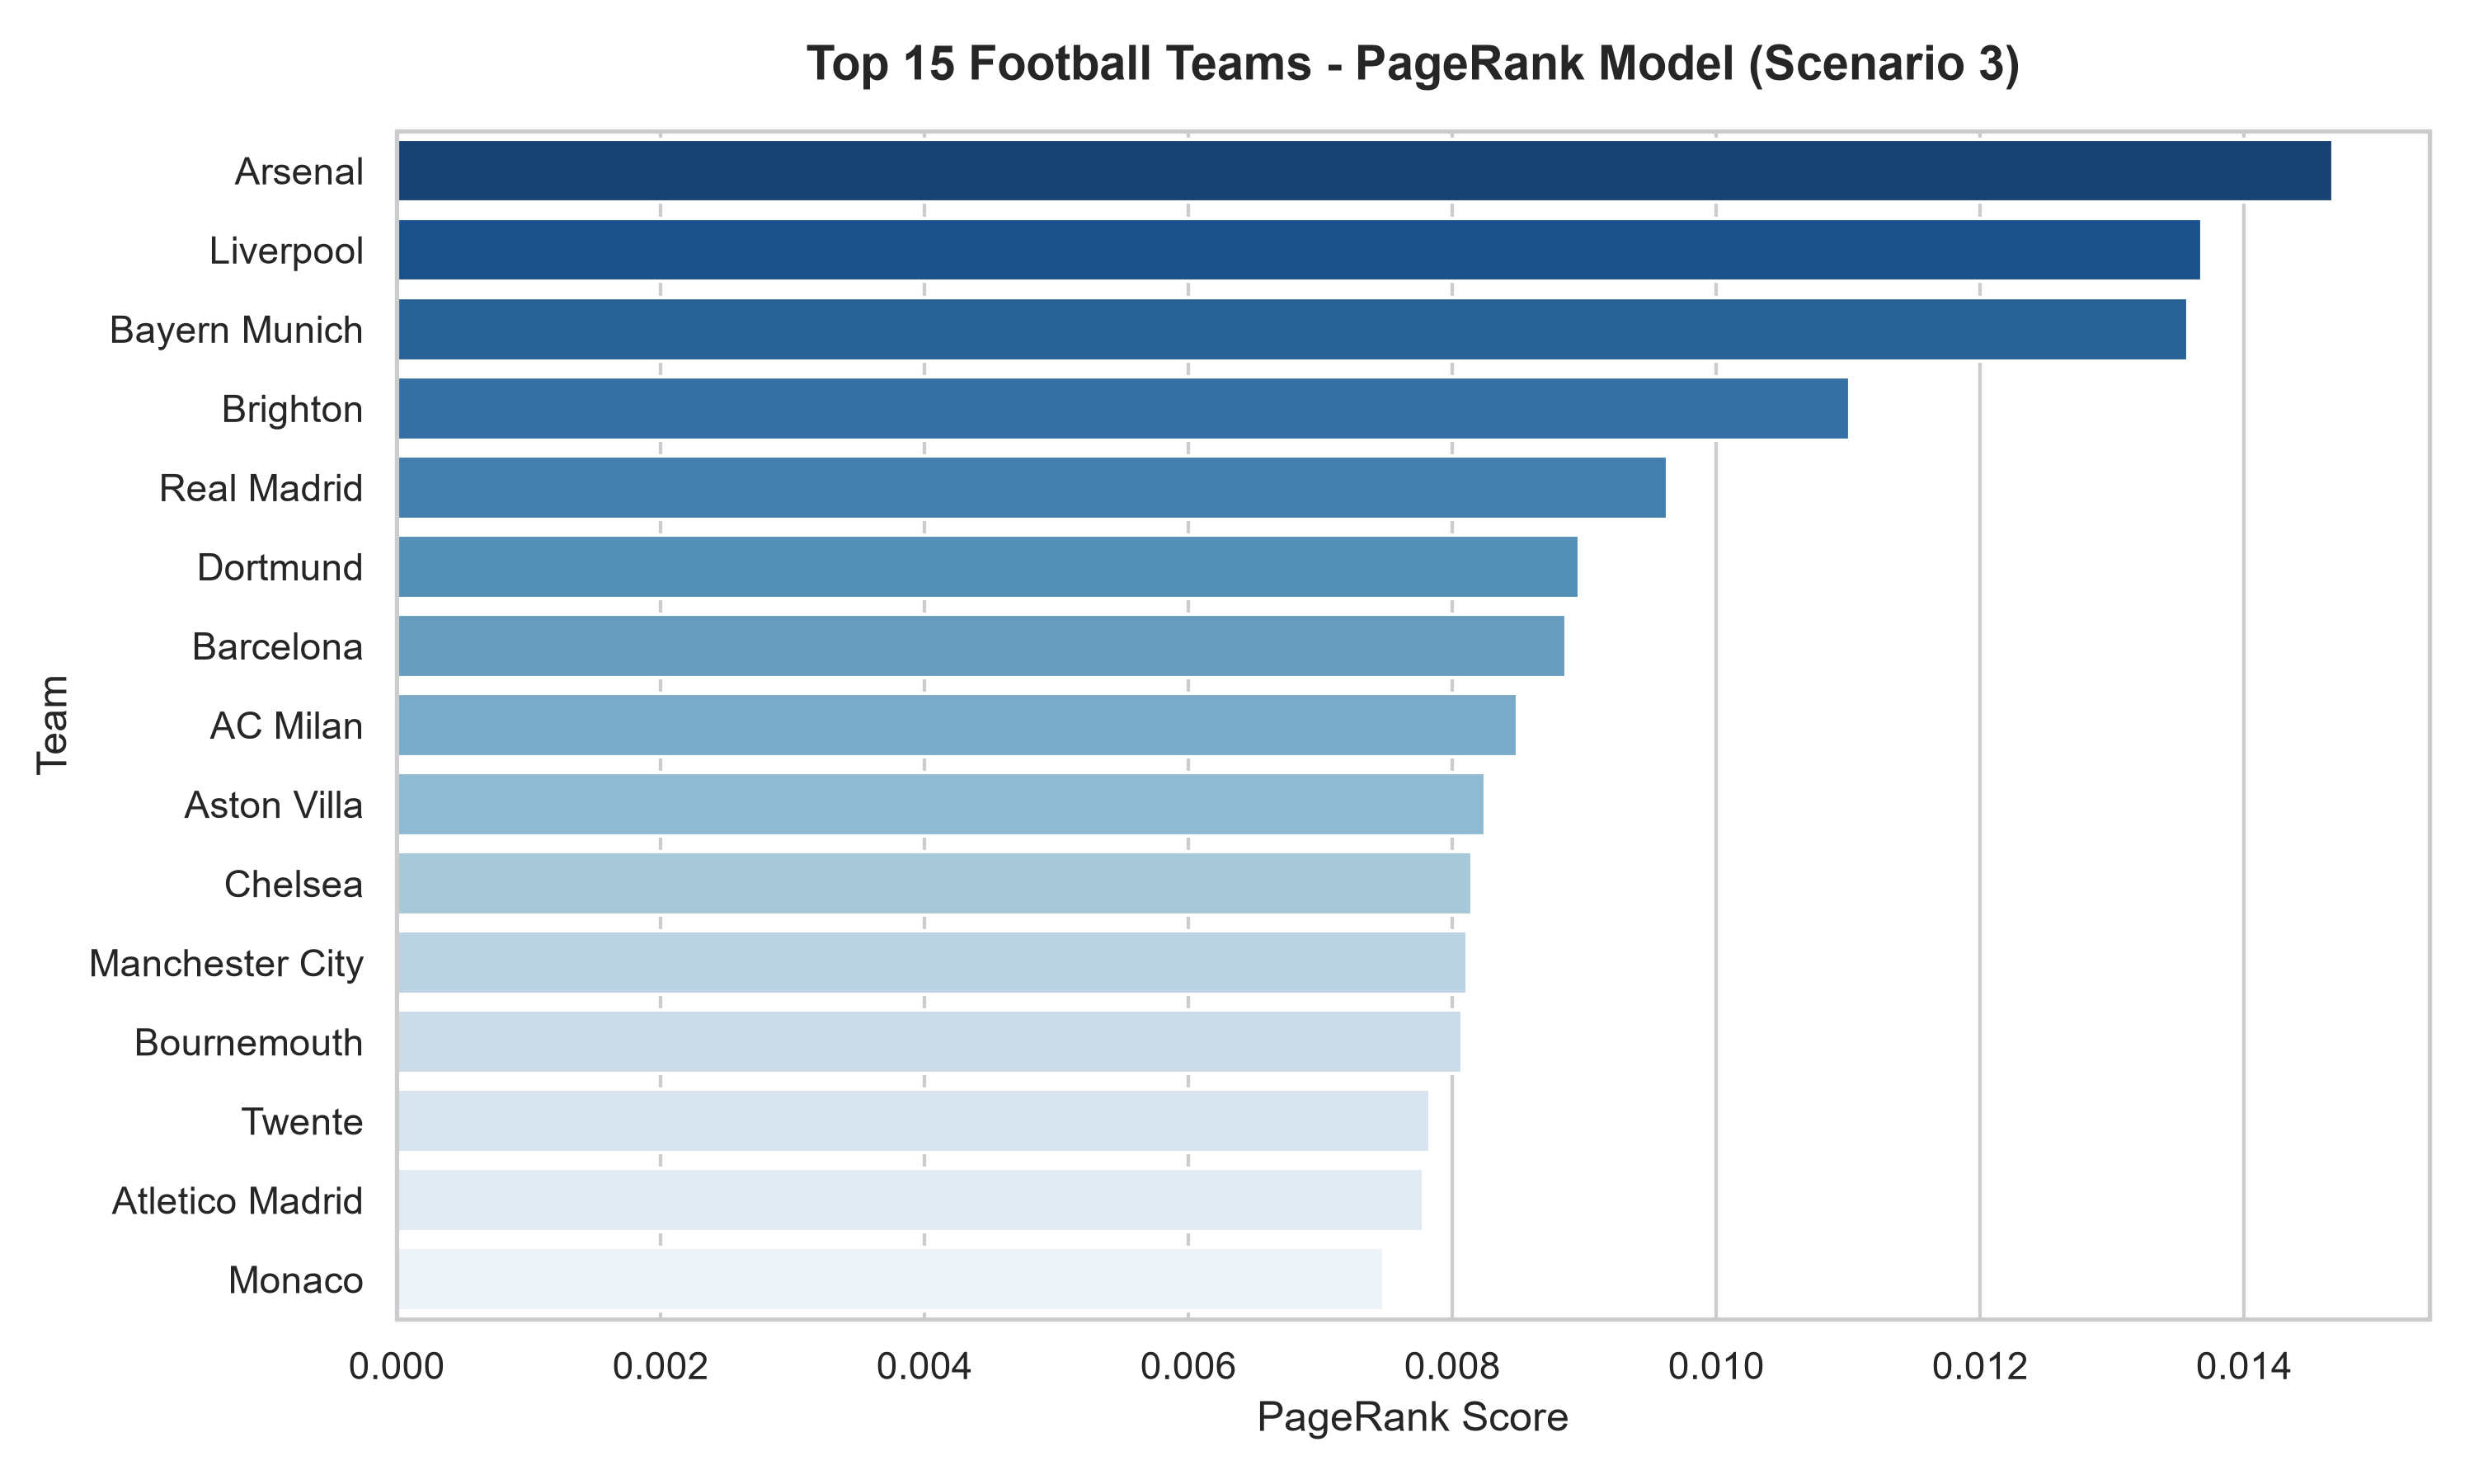 Top 15 Football Teams - PageRank Model (Scenario 3)
Arsenal
Liverpool
Bayern Munich
Brighton
Real Madrid
Dortmund
Barcelona
AC Milan
Aston Villa
Chelsea
Manchester City
Bournemouth
Twente
Atletico Madrid
Monaco
Team
0.000 0.002 0.004 0.006 0.008 0.010 0.012 0.014
PageRank Score